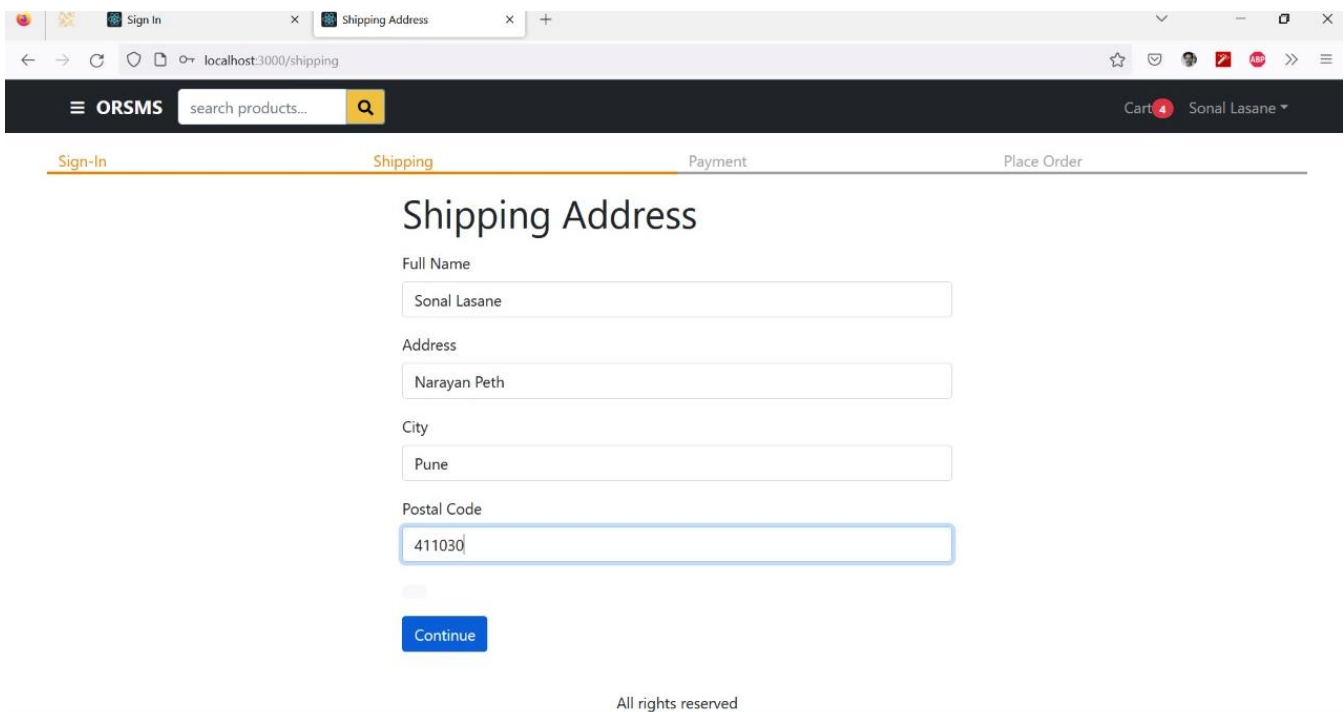 Sign In Shipping Address
localhost:3000/shipping ABP
ORSMS search products... Cart 4 Sonal Lasane
Sign-In Shipping Payment Place Order
Shipping Address
Full Name
Sonal Lasane
Address
Narayan Peth
City
Pune
Postal Code
411030
Continue
All rights reserved